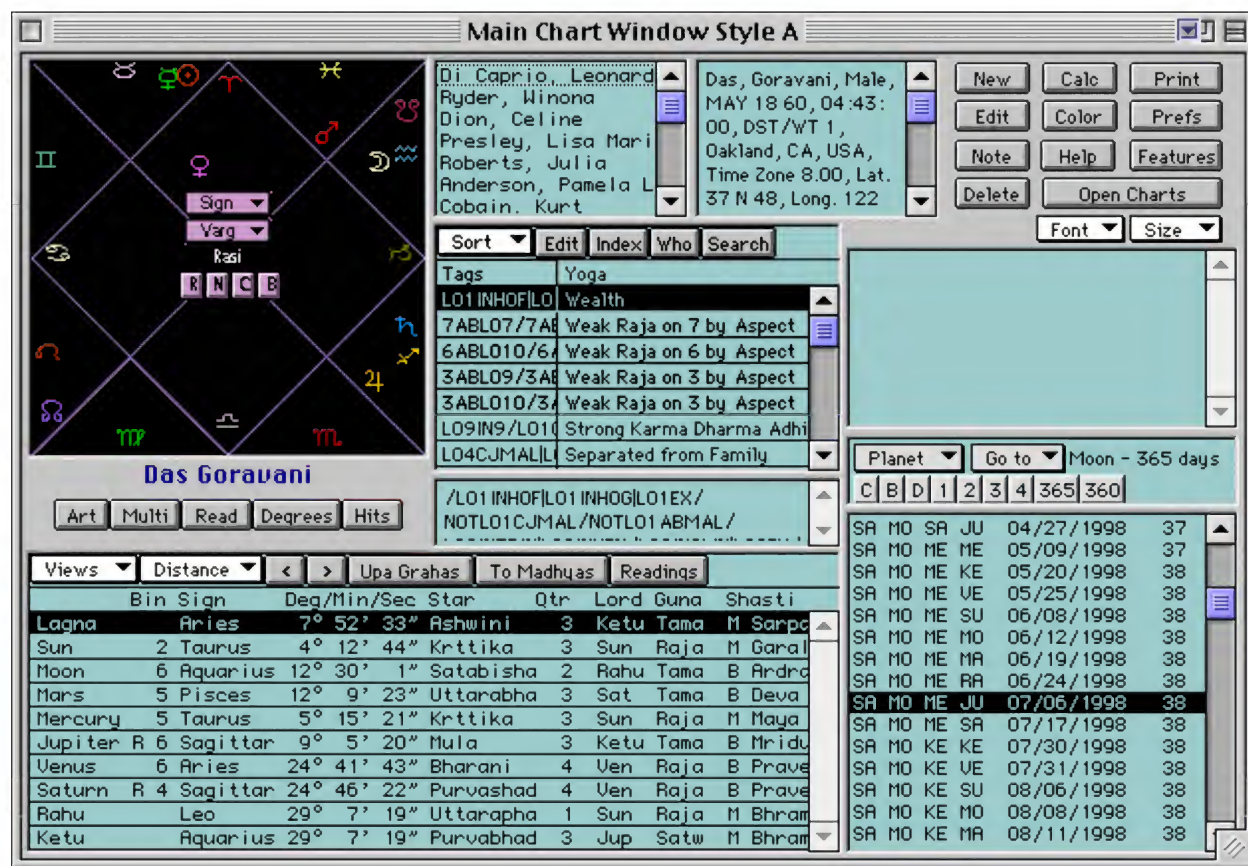 Main Chart Window Style A
Sign
Varg
Rasi
R N C B
Das Goravani
Art Multi Read Degrees Hits
Di Caprio, Leonard
Ryder, Winona
Dion, Celine
Presley, Lisa Mari
Roberts, Julia
Anderson, Pamela L
Cobain, Kurt
Das, Goravani, Male,
MAY 18 60, 04:43:
00, DST/WT 1,
Oakland, CA, USA,
Time Zone 8.00, Lat.
37 N 48, Long. 122
New Calc Print
Edit Color Prefs
Note Help Features
Delete Open Charts
Font Size
Sort Edit Index Who Search
Tags Yoga
LO1INHOF|LO Wealth
7ABLO7/7AB Weak Raja on 7 by Aspect
6ABLO10/6A Weak Raja on 6 by Aspect
3ABLO9/3AB Weak Raja on 3 by Aspect
3ABLO10/3A Weak Raja on 3 by Aspect
LO9IN9/LO10 Strong Karma Dharma Adhi
LO4CJMAL|L Separated from Family
/LO1INHOF|LO1INHOG|LO1EX/
NOTLO1CJMAL/NOTLO1ABMAL/
Planet Go to Moon - 365 days
C B D 1 2 3 4 365 360
SA MO SA JU 04/27/1998 37
SA MO ME ME 05/09/1998 37
SA MO ME KE 05/20/1998 38
SA MO ME VE 05/25/1998 38
SA MO ME SU 06/08/1998 38
SA MO ME MO 06/12/1998 38
SA MO ME MA 06/19/1998 38
SA MO ME RA 06/24/1998 38
SA MO ME JU 07/06/1998 38
SA MO ME SA 07/17/1998 38
SA MO KE KE 07/30/1998 38
SA MO KE VE 07/31/1998 38
SA MO KE SU 08/06/1998 38
SA MO KE MO 08/08/1998 38
SA MO KE MA 08/11/1998 38
Views Distance < > Upa Grahas To Madhyas Readings
Bin Sign Deg/Min/Sec Star Qtr Lord Guna Shasti
Lagna Aries 7° 52' 33" Ashwini 3 Ketu Tama M Sarpa
Sun 2 Taurus 4° 12' 44" Krttika 3 Sun Raja M Garal
Moon 6 Aquarius 12° 30' 1" Satabisha 2 Rahu Tama B Ardra
Mars 5 Pisces 12° 9' 23" Uttarabha 3 Sat Tama B Deva
Mercury 5 Taurus 5° 15' 21" Krttika 3 Sun Raja M Maya
Jupiter R 6 Sagittar 9° 5' 20" Mula 3 Ketu Tama B Mridu
Venus 6 Aries 24° 41' 43" Bharani 4 Ven Raja B Prave
Saturn R 4 Sagittar 24° 46' 22" Purvashad 4 Ven Raja B Prave
Rahu Leo 29° 7' 19" Uttarapha 1 Sun Raja M Bhram
Ketu Aquarius 29° 7' 19" Purvabhad 3 Jup Satw M Bhram